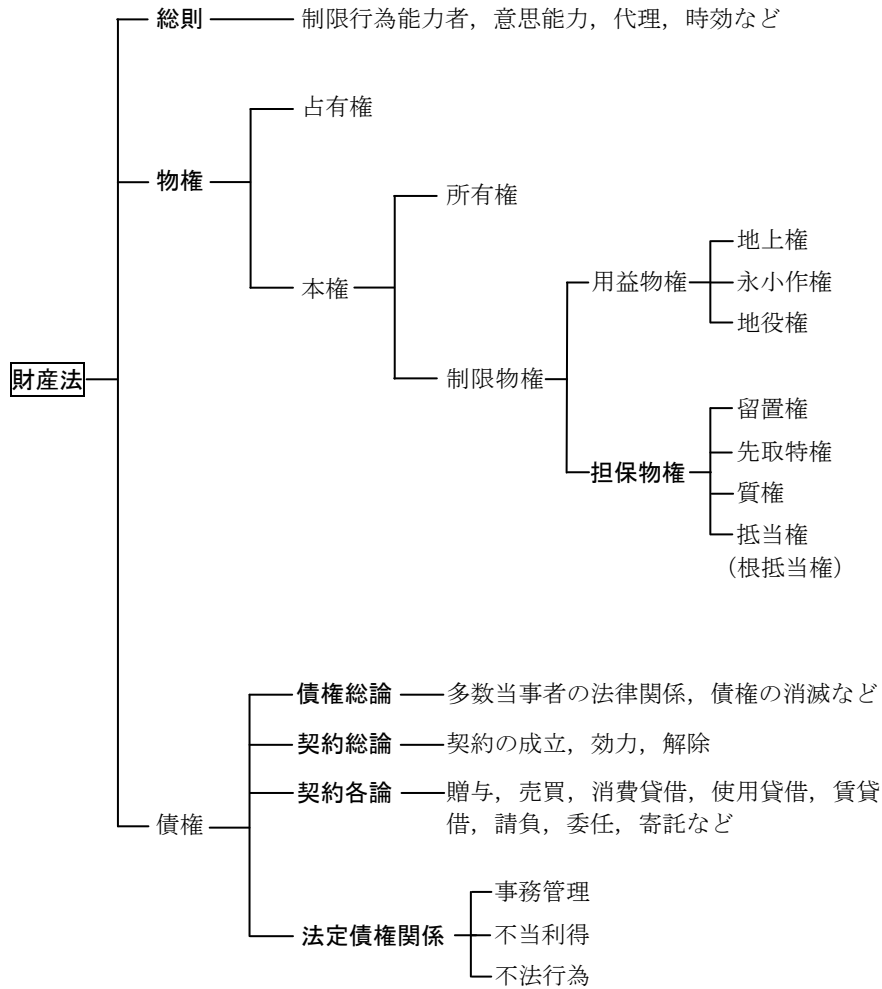 総則
制限行為能力者，意思能力，代理，時効など
占有権
物権
所有権
地上権
本権
用益物権
永小作権
地役権
財産法
制限物権
留置権
先取特権
担保物権
質権
抵当権
（根抵当権）
債権総論
多数当事者の法律関係，債権の消滅など
契約総論
契約の成立，効力，解除
契約各論
贈与，売買，消費貸借，使用貸借，賃貸
借，請負，委任，寄託など
債権
事務管理
法定債権関係
不当利得
不法行為